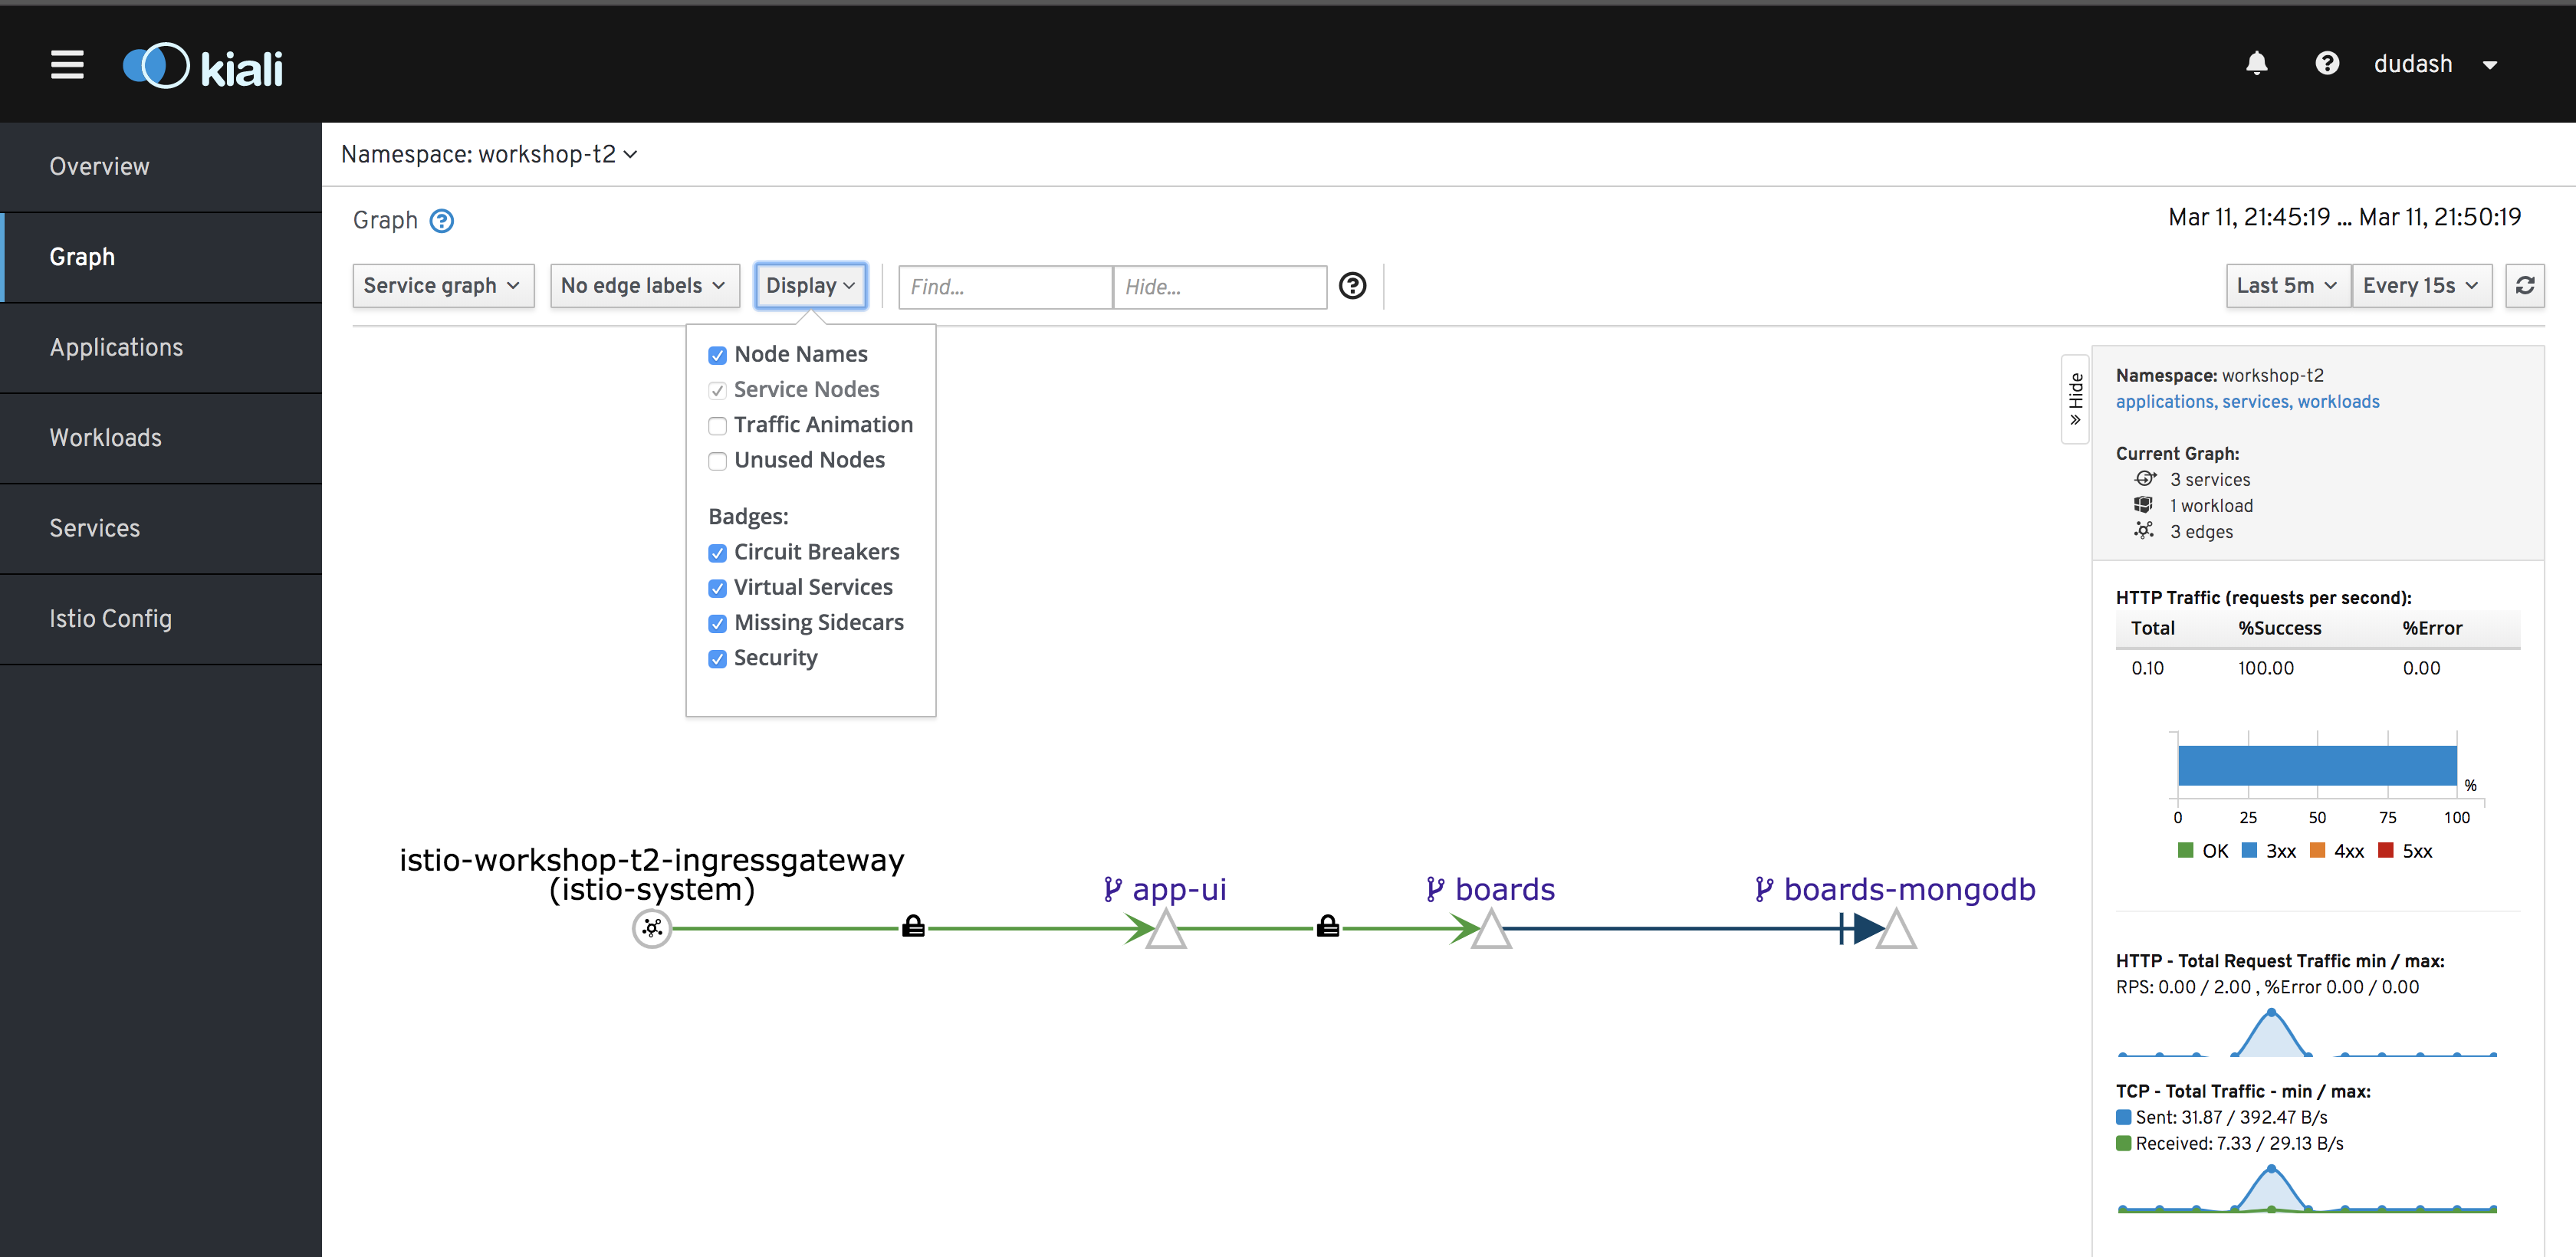 kiali
dudash
Overview
Graph
Applications
Workloads
Services
Istio Config
Namespace: workshop-t2
Graph
Mar 11, 21:45:19 ... Mar 11, 21:50:19
Service graph
No edge labels
Display
Find...
Hide...
Last 5m
Every 15s
Node Names
Service Nodes
Traffic Animation
Unused Nodes
Badges:
Circuit Breakers
Virtual Services
Missing Sidecars
Security
istio-workshop-t2-ingressgateway
(istio-system)
app-ui
boards
boards-mongodb
» Hide
Namespace: workshop-t2
applications, services, workloads
Current Graph:
3 services
1 workload
3 edges
HTTP Traffic (requests per second):
Total %Success %Error
0.10 100.00 0.00
%
0 25 50 75 100
OK 3xx 4xx 5xx
HTTP - Total Request Traffic min / max:
RPS: 0.00 / 2.00 , %Error 0.00 / 0.00
TCP - Total Traffic - min / max:
Sent: 31.87 / 392.47 B/s
Received: 7.33 / 29.13 B/s